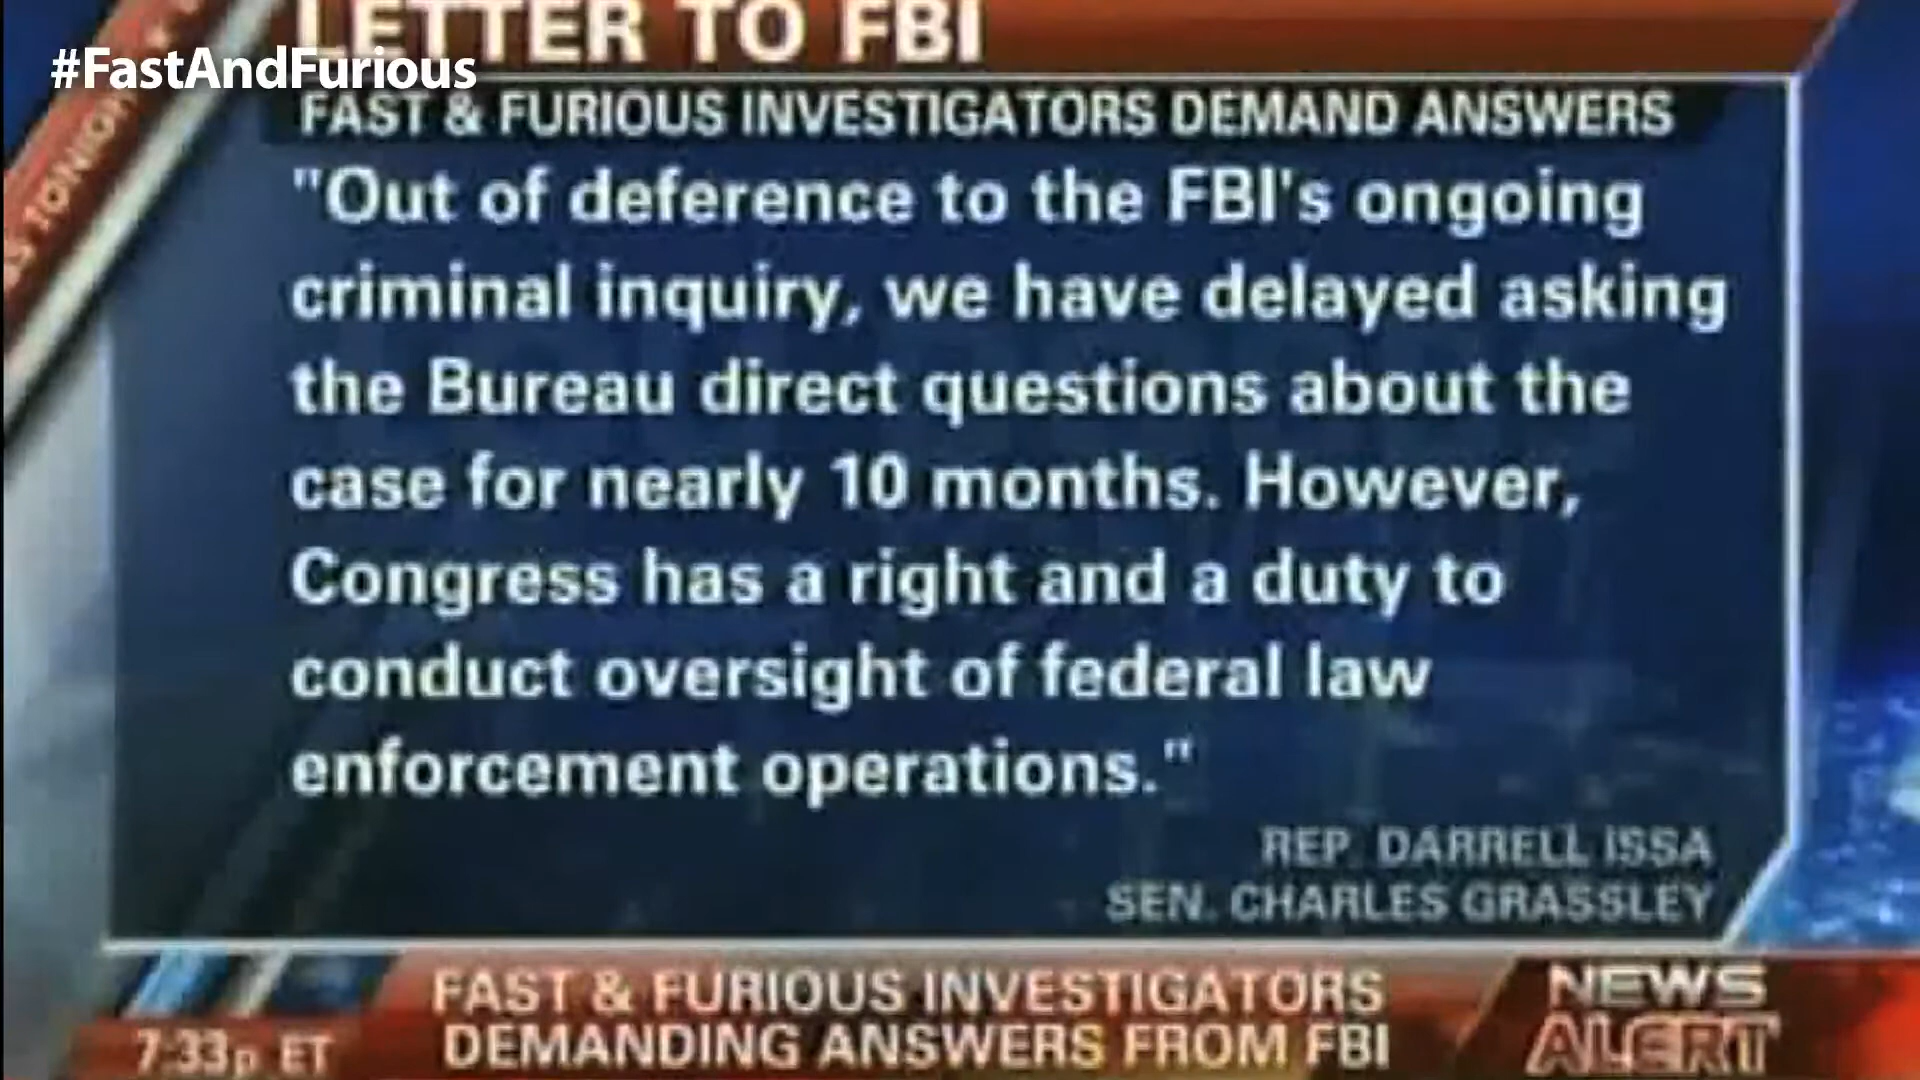 LETTER TO FBI
#FastAndFurious
FAST & FURIOUS INVESTIGATORS DEMAND ANSWERS
"Out of deference to the FBI's ongoing
criminal inquiry, we have delayed asking
the Bureau direct questions about the
case for nearly 10 months. However,
Congress has a right and a duty to
conduct oversight of federal law
enforcement operations."
REP. DARRELL ISSA
SEN. CHARLES GRASSLEY
FAST & FURIOUS INVESTIGATORS
DEMANDING ANSWERS FROM FBI
7:33p ET
NEWS
ALERT